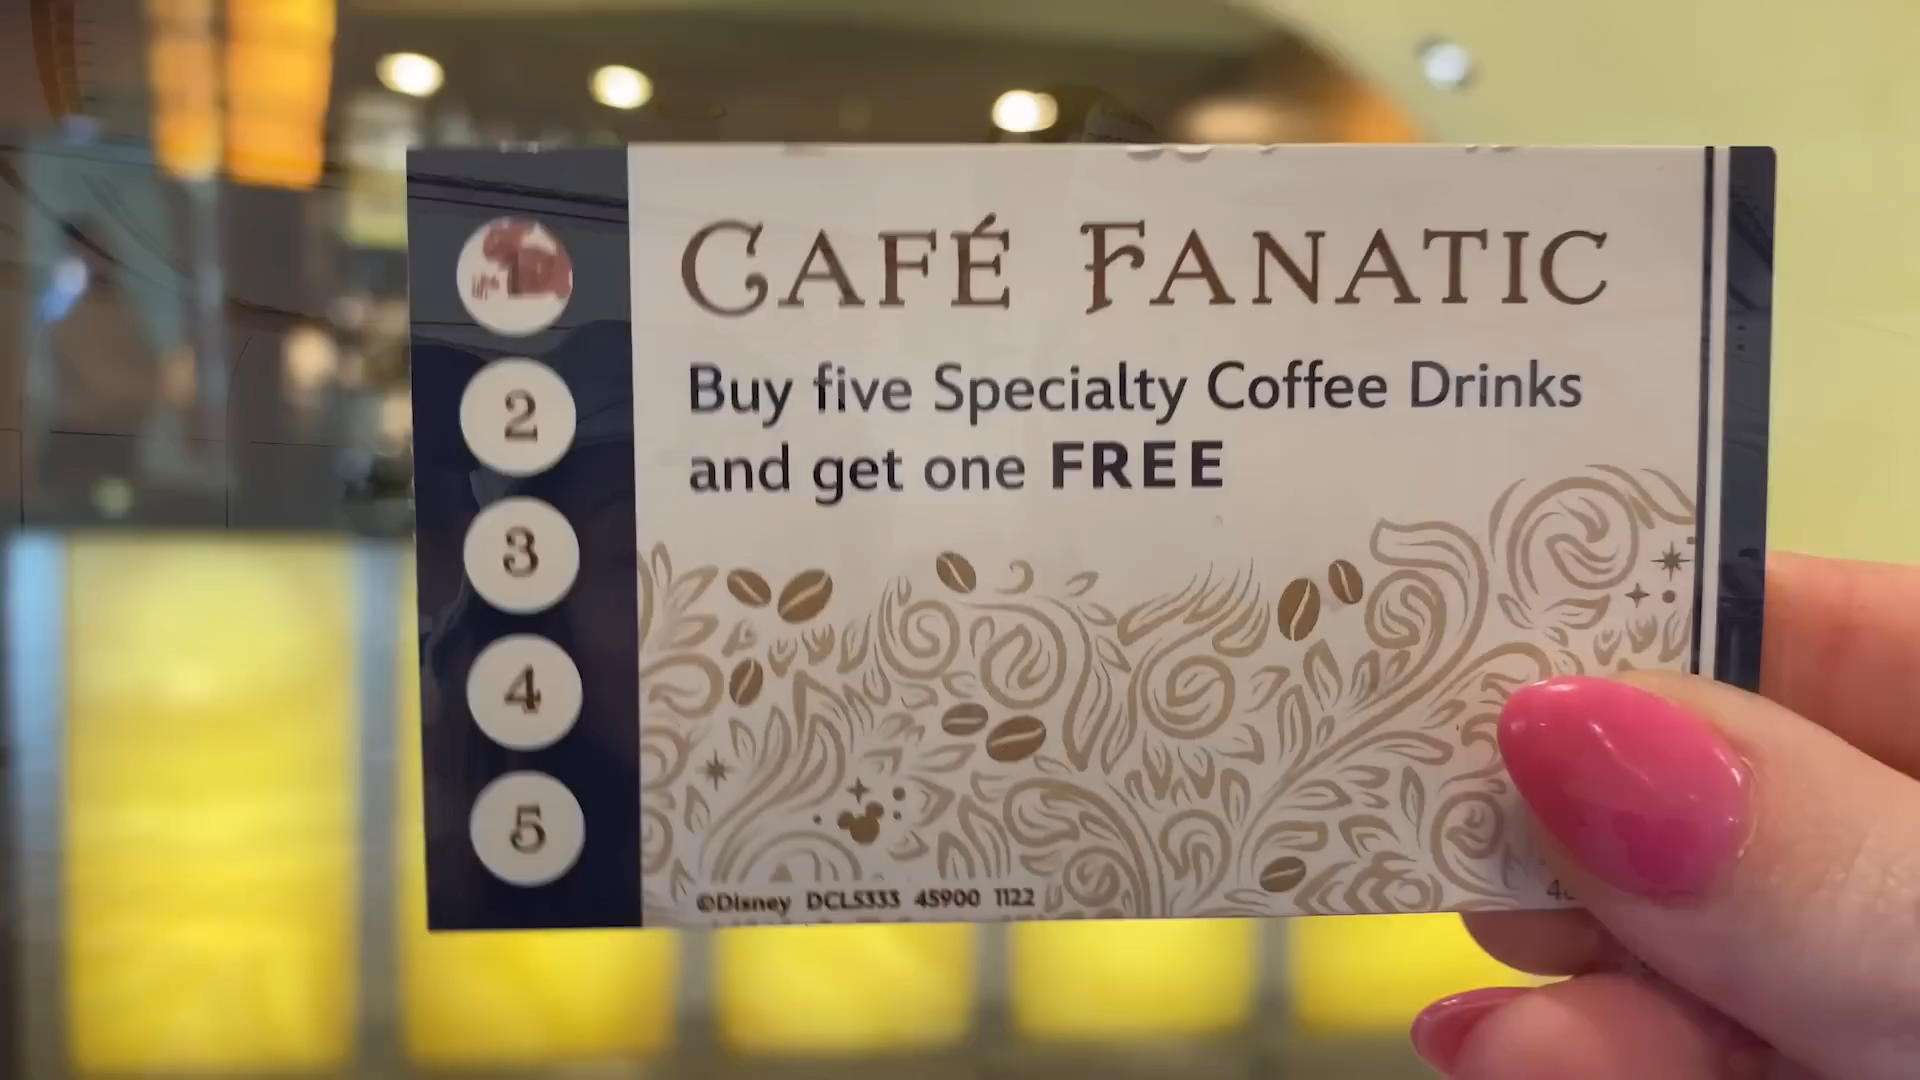 CAFÉ FANATIC
Buy five Specialty Coffee Drinks
and get one FREE
1
2
3
4
5
©Disney DCL5333 45900 1122